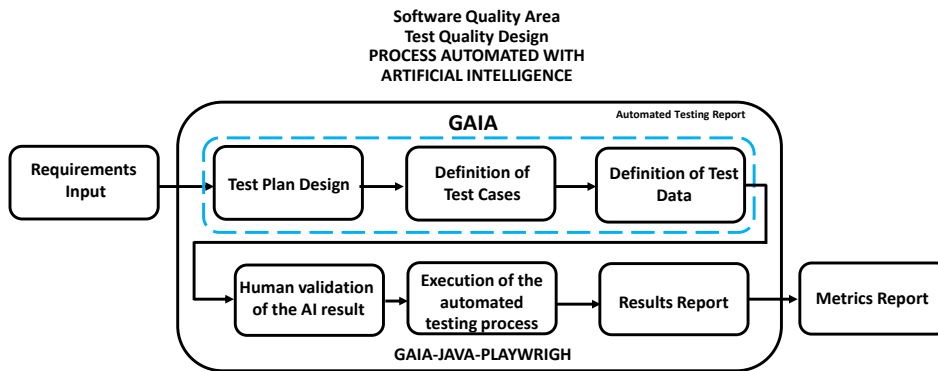 Software Quality Area
Test Quality Design
PROCESS AUTOMATED WITH
ARTIFICIAL INTELLIGENCE
GAIA
Automated Testing Report
Requirements
Input
Test Plan Design
Definition of
Test Cases
Definition of Test
Data
Human validation
of the AI result
Execution of the
automated
testing process
Results Report
Metrics Report
GAIA-JAVA-PLAYWRIGH